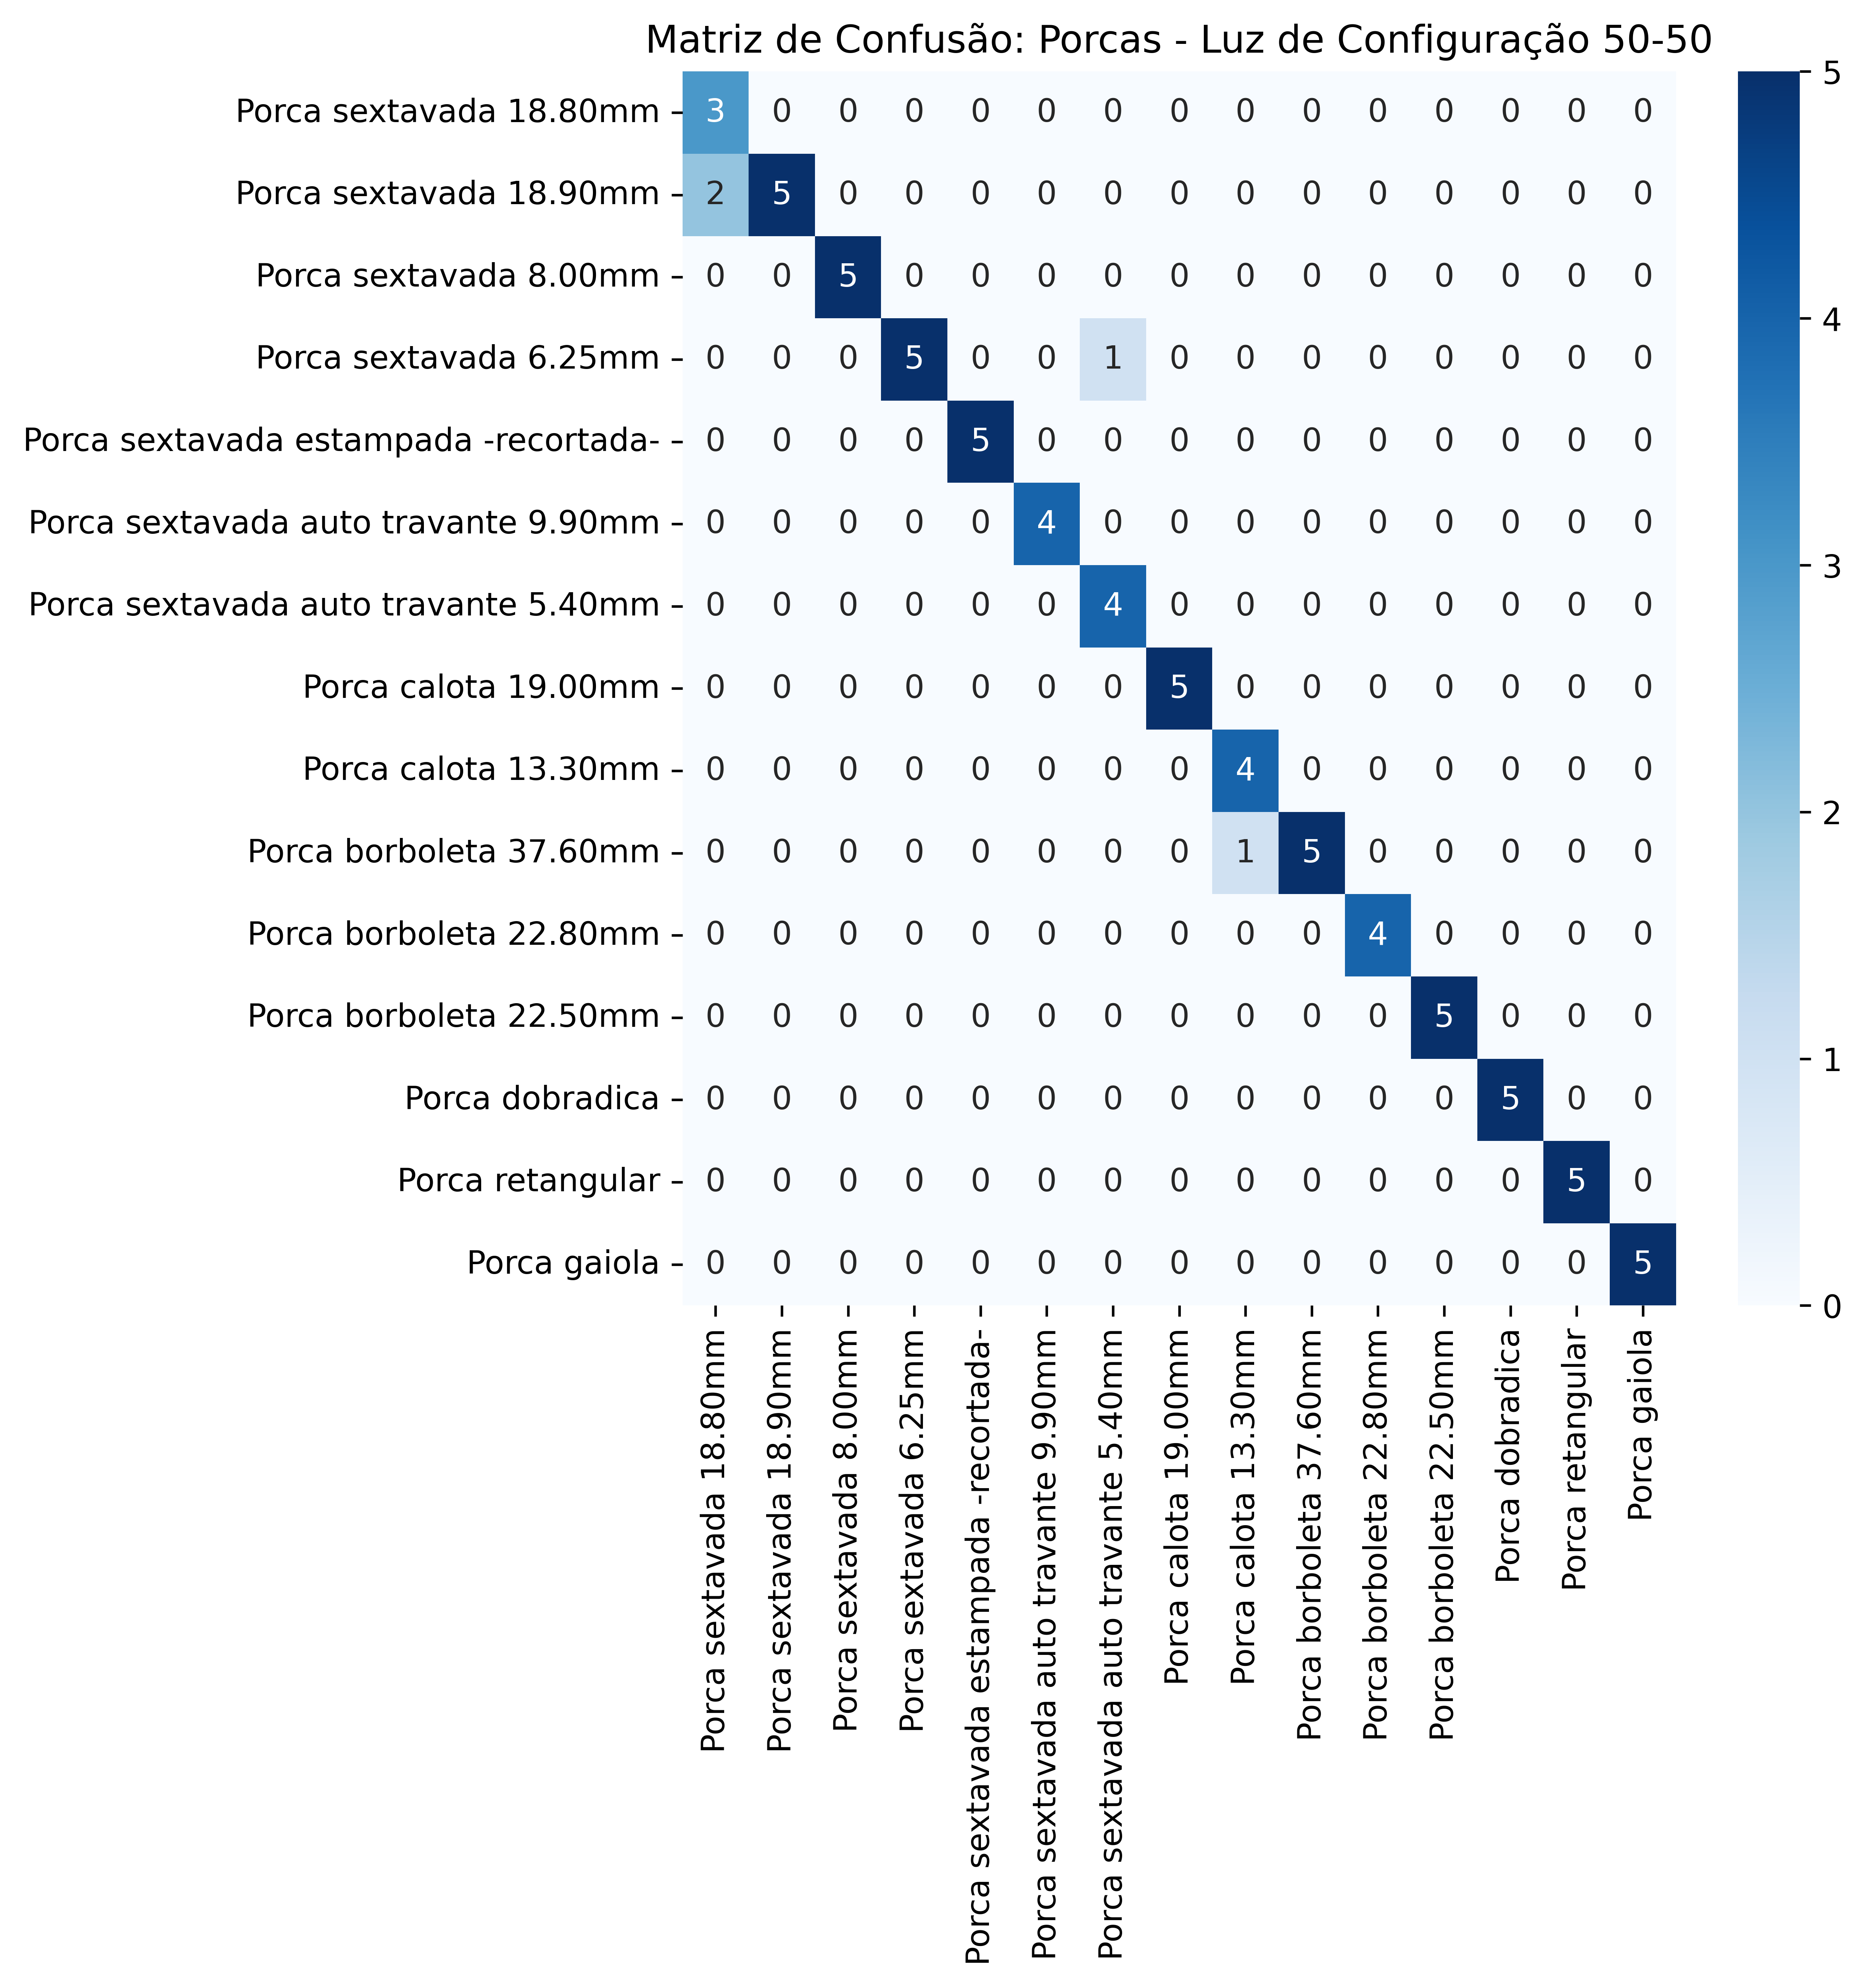 Matriz de Confusão: Porcas - Luz de Configuração 50-50
Porca sextavada 18.80mm 3 0 0 0 0 0 0 0 0 0 0 0 0 0 0
Porca sextavada 18.90mm 2 5 0 0 0 0 0 0 0 0 0 0 0 0 0
Porca sextavada 8.00mm 0 0 5 0 0 0 0 0 0 0 0 0 0 0 0
Porca sextavada 6.25mm 0 0 0 5 0 0 1 0 0 0 0 0 0 0 0
Porca sextavada estampada -recortada- 0 0 0 0 5 0 0 0 0 0 0 0 0 0 0
Porca sextavada auto travante 9.90mm 0 0 0 0 0 4 0 0 0 0 0 0 0 0 0
Porca sextavada auto travante 5.40mm 0 0 0 0 0 0 4 0 0 0 0 0 0 0 0
Porca calota 19.00mm 0 0 0 0 0 0 0 5 0 0 0 0 0 0 0
Porca calota 13.30mm 0 0 0 0 0 0 0 0 4 0 0 0 0 0 0
Porca borboleta 37.60mm 0 0 0 0 0 0 0 0 1 5 0 0 0 0 0
Porca borboleta 22.80mm 0 0 0 0 0 0 0 0 0 0 4 0 0 0 0
Porca borboleta 22.50mm 0 0 0 0 0 0 0 0 0 0 0 5 0 0 0
Porca dobradica 0 0 0 0 0 0 0 0 0 0 0 0 5 0 0
Porca retangular 0 0 0 0 0 0 0 0 0 0 0 0 0 5 0
Porca gaiola 0 0 0 0 0 0 0 0 0 0 0 0 0 0 5
Porca sextavada 18.80mm
Porca sextavada 18.90mm
Porca sextavada 8.00mm
Porca sextavada 6.25mm
Porca sextavada estampada -recortada-
Porca sextavada auto travante 9.90mm
Porca sextavada auto travante 5.40mm
Porca calota 19.00mm
Porca calota 13.30mm
Porca borboleta 37.60mm
Porca borboleta 22.80mm
Porca borboleta 22.50mm
Porca dobradica
Porca retangular
Porca gaiola
5
4
3
2
1
0